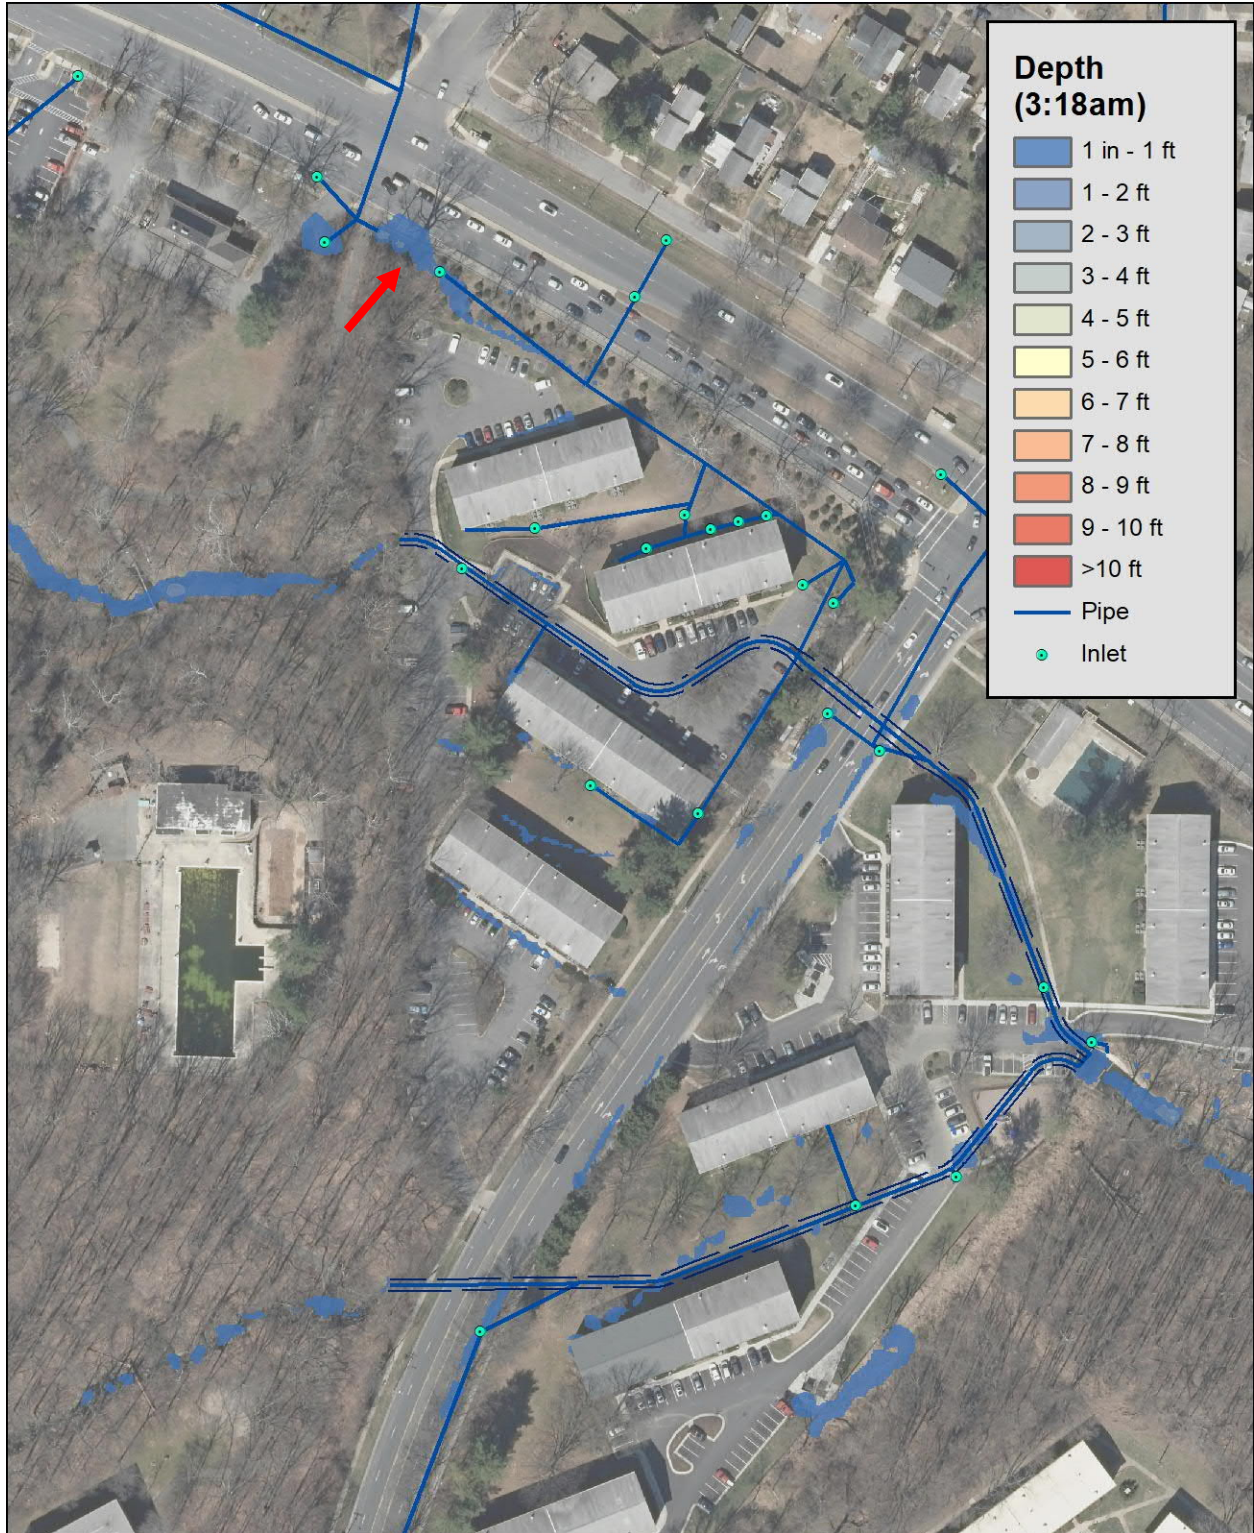 Depth
(3:18am)
1 in - 1 ft
1 - 2 ft
2 - 3 ft
3 - 4 ft
4 - 5 ft
5 - 6 ft
6 - 7 ft
7 - 8 ft
8 - 9 ft
9 - 10 ft
>10 ft
Pipe
Inlet